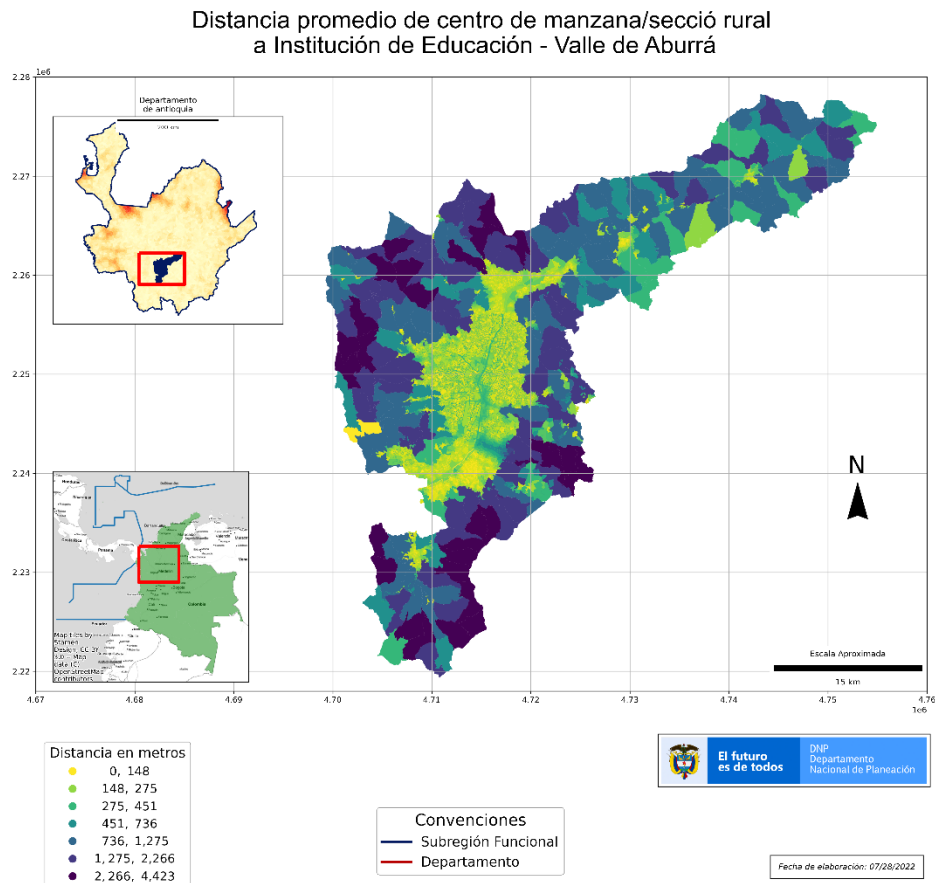 Distancia promedio de centro de manzana/secció rural
a Institución de Educación - Valle de Aburrá
1e6
2.28
2.27
2.26
2.25
2.24
2.23
2.22
Departamento
de antioquia
Colombia
Panamá
Map tiles by
Stamen
Design, CC BY
3.0 -- Map
data (C)
OpenStreetMap
contributors
N
Escala Aproximada
15 km
4.67
4.68
4.69
4.70
4.71
4.72
4.73
4.74
4.75
4.76
1e6
Distancia en metros
0, 148
148, 275
275, 451
451, 736
736, 1,275
1,275, 2,266
2,266, 4,423
Convenciones
Subregión Funcional
Departamento
El futuro
es de todos
DNP
Departamento
Nacional de Planeación
Fecha de elaboración: 07/28/2022